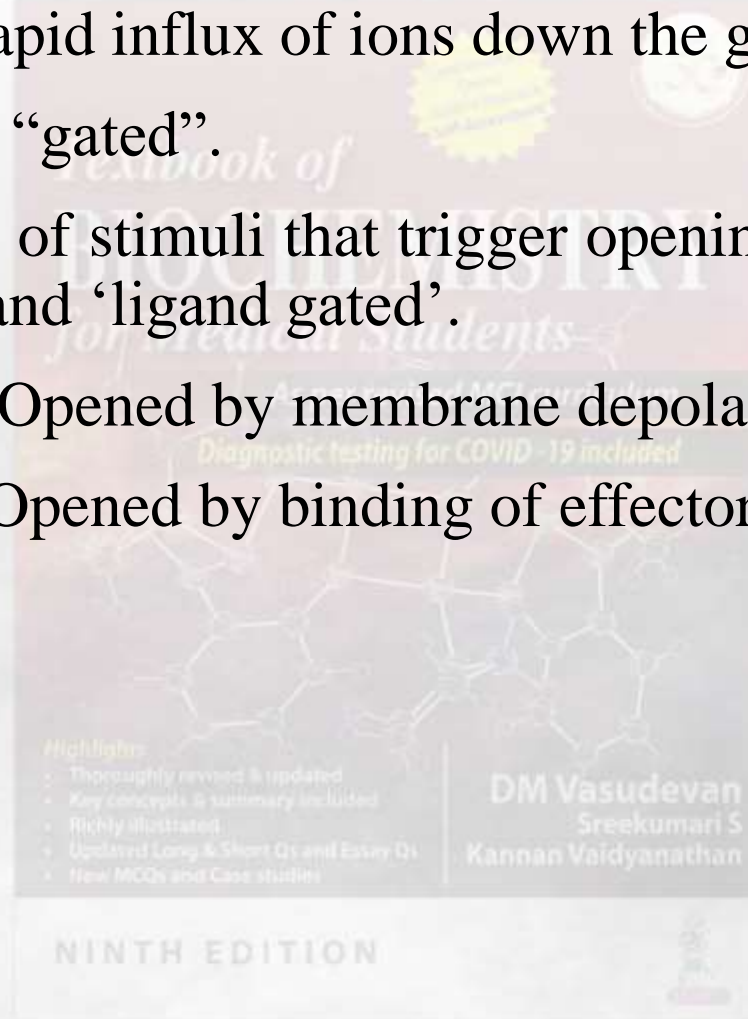 apid influx of ions down the g
“gated”.
Textbook of
of stimuli that trigger openin
BIOCHEMISTRY
and ‘ligand gated’.
for Medical Students
As per revised MCI curriculum
Opened by membrane depola
Diagnostic testing for COVID -19 included
Opened by binding of effector
Highlights
• Thoroughly revised & updated
• Key concepts & summary included
• Richly illustrated
• Updated Long & Short Qs and Essay Qs
• New MCQs and Case studies
DM Vasudevan
Sreekumari S
Kannan Vaidyanathan
NINTH EDITION